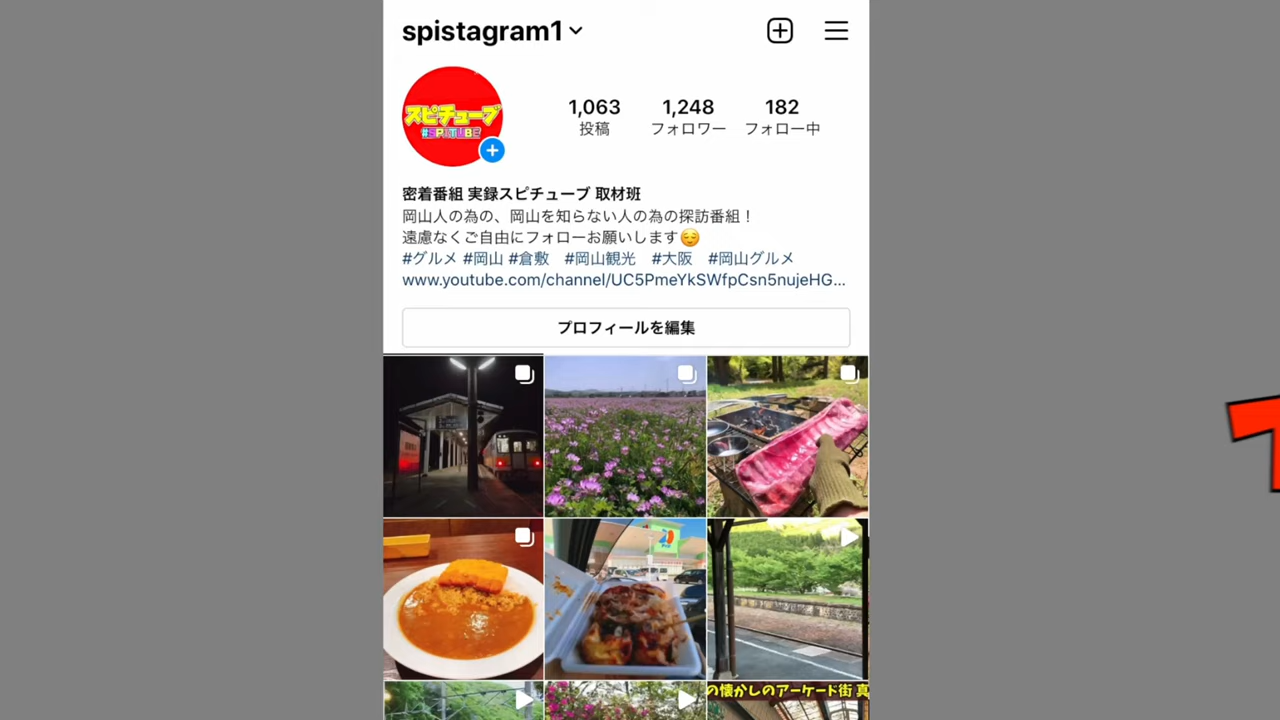 spistagram1
スピチューブ
#SPITUBE
1,063
投稿
1,248
フォロワー
182
フォロー中
密着番組 実録スピチューブ 取材班
岡山人の為の、岡山を知らない人の為の探訪番組！
遠慮なくご自由にフォローお願いします😌
#グルメ #岡山 #倉敷 #岡山観光 #大阪 #岡山グルメ
www.youtube.com/channel/UC5PmeYkSWfpCsn5nujeHG...
プロフィールを編集
の懐かしのアーケード街 真